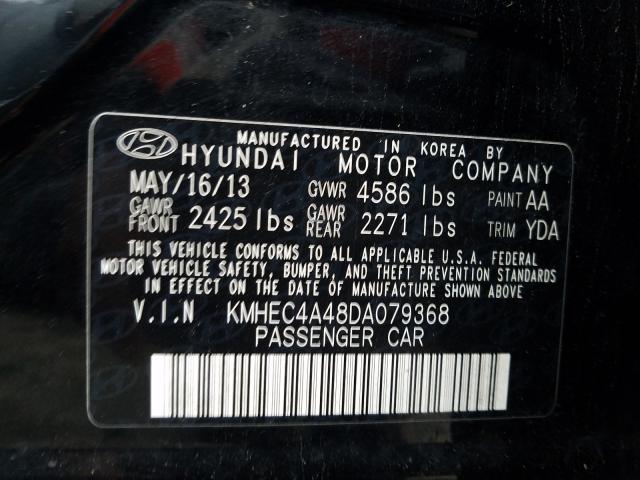 MANUFACTURED IN KOREA BY
HYUNDAI MOTOR COMPANY
MAY/16/13 GVWR 4586 lbs PAINT AA
GAWR FRONT 2425 lbs GAWR REAR 2271 lbs TRIM YDA
THIS VEHICLE CONFORMS TO ALL APPLICABLE U.S.A. FEDERAL
MOTOR VEHICLE SAFETY, BUMPER, AND THEFT PREVENTION STANDARDS
IN EFFECT ON THE DATE OF MANUFACTURE SHOWN ABOVE.
V.I.N KMHEC4A48DA079368
PASSENGER CAR